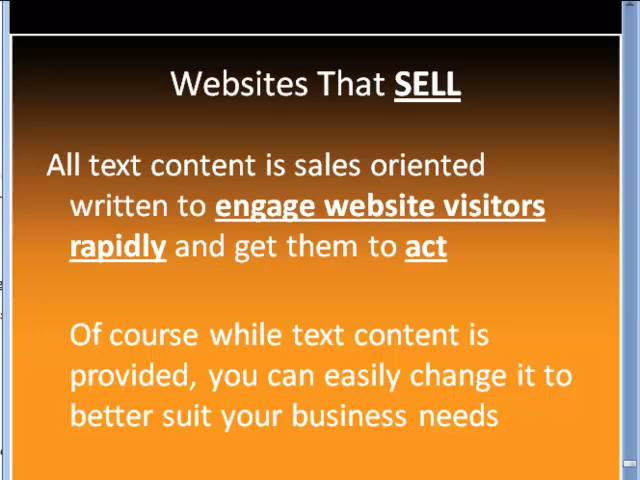 Websites That SELL
All text content is sales oriented
written to engage website visitors
rapidly and get them to act
Of course while text content is
provided, you can easily change it to
better suit your business needs